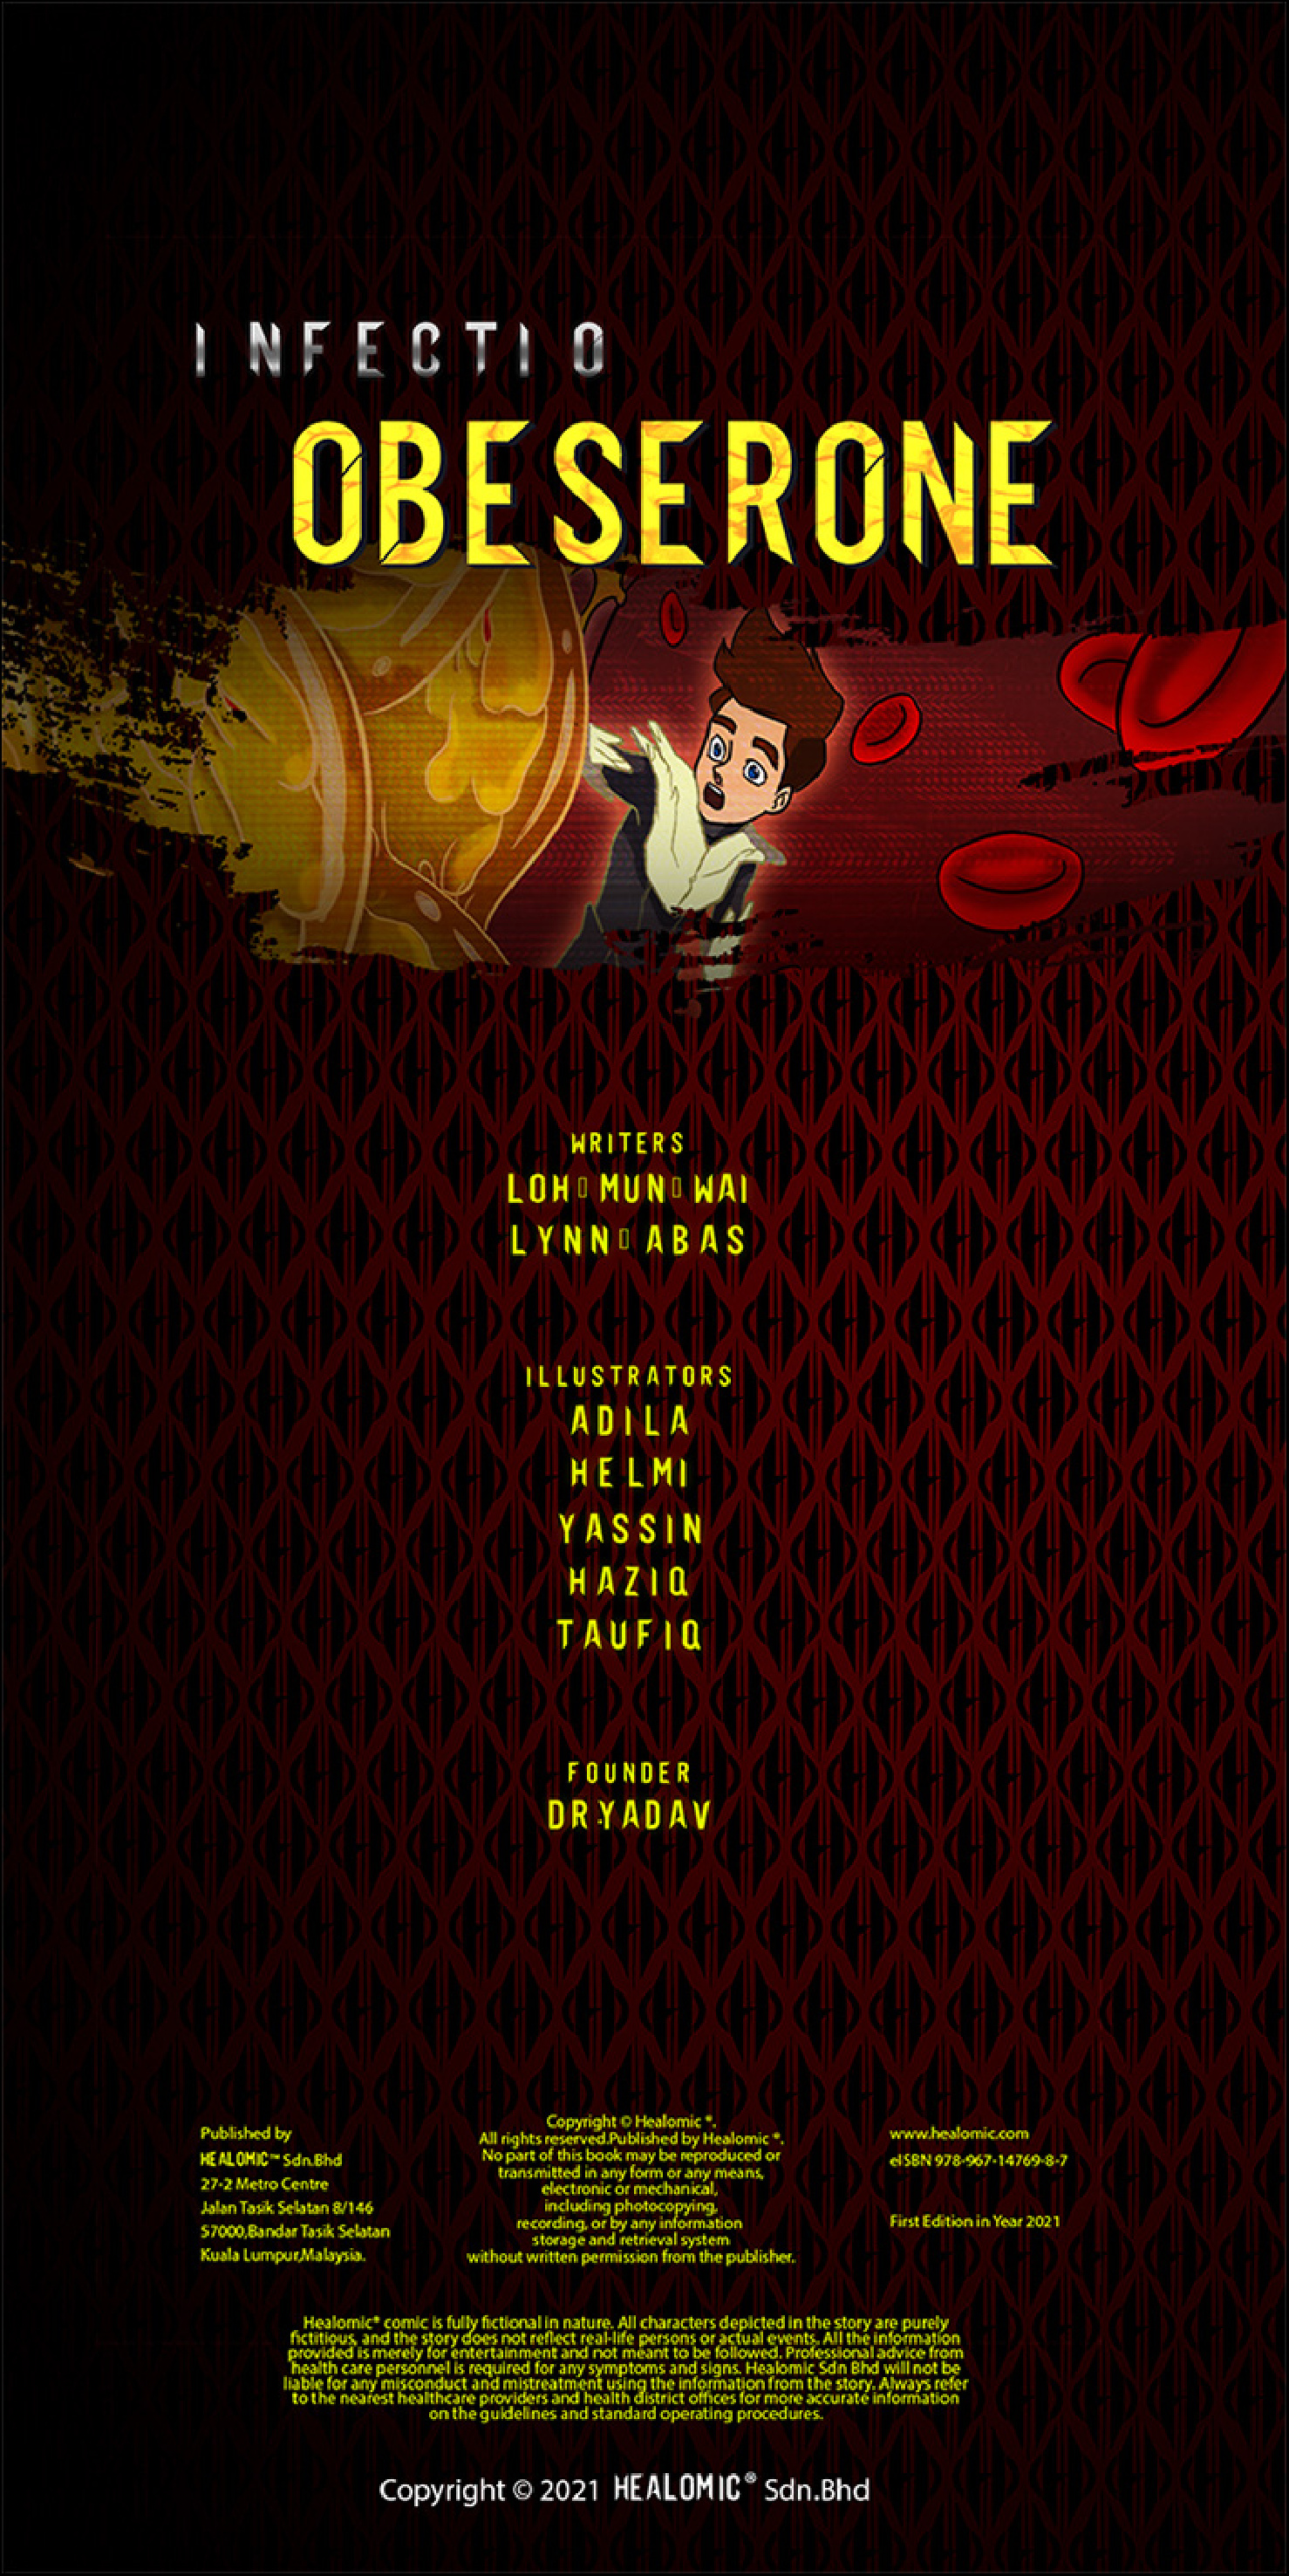 INFECTIO
OBESERONE
WRITERS
LOH MUN WAI
LYNN ABAS
ILLUSTRATORS
ADILA
HELMI
YASSIN
HAZIQ
TAUFIQ
FOUNDER
DR.YADAV
Published by
HEALOMIC™ Sdn.Bhd
27-2 Metro Centre
Jalan Tasik Selatan 8/146
57000,Bandar Tasik Selatan
Kuala Lumpur,Malaysia.
Copyright © Healomic ®.
All rights reserved.Published by Healomic ®.
No part of this book may be reproduced or
transmitted in any form or any means,
electronic or mechanical,
including photocopying,
recording, or by any information
storage and retrieval system
without written permission from the publisher.
www.healomic.com
eISBN 978-967-14769-8-7
First Edition in Year 2021
Healomic® comic is fully fictional in nature. All characters depicted in the story are purely
fictitious, and the story does not reflect real-life persons or actual events. All the information
provided is merely for entertainment and not meant to be followed. Professional advice from
health care personnel is required for any symptoms and signs. Healomic Sdn Bhd will not be
liable for any misconduct and mistreatment using the information from the story. Always refer
to the nearest healthcare providers and health district offices for more accurate information
on the guidelines and standard operating procedures.
Copyright © 2021 HEALOMIC® Sdn.Bhd